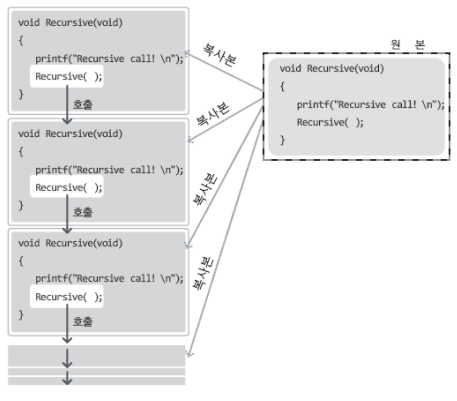 void Recursive(void)
{
printf("Recursive call! \n");
Recursive( );
}
호출
void Recursive(void)
{
printf("Recursive call! \n");
Recursive( );
}
호출
void Recursive(void)
{
printf("Recursive call! \n");
Recursive( );
}
호출
복사본
복사본
복사본
복사본
원 본
void Recursive(void)
{
printf("Recursive call! \n");
Recursive( );
}